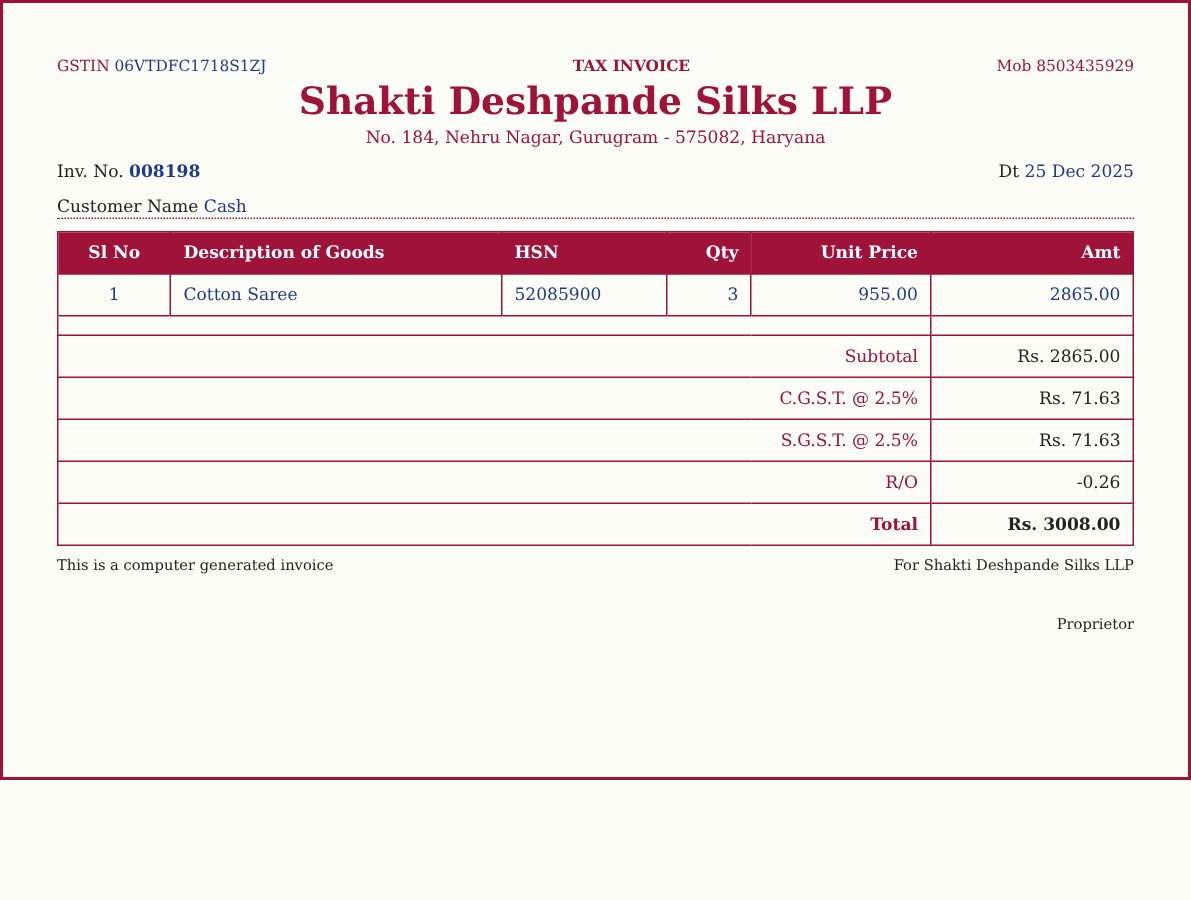 GSTIN 06VTDFC1718S1ZJ TAX INVOICE Mob 8503435929
Shakti Deshpande Silks LLP
No. 184, Nehru Nagar, Gurugram - 575082, Haryana
Inv. No. 008198 Dt 25 Dec 2025
Customer Name Cash
Sl No Description of Goods HSN Qty Unit Price Amt
1 Cotton Saree 52085900 3 955.00 2865.00
Subtotal Rs. 2865.00
C.G.S.T. @ 2.5% Rs. 71.63
S.G.S.T. @ 2.5% Rs. 71.63
R/O -0.26
Total Rs. 3008.00
This is a computer generated invoice For Shakti Deshpande Silks LLP
Proprietor